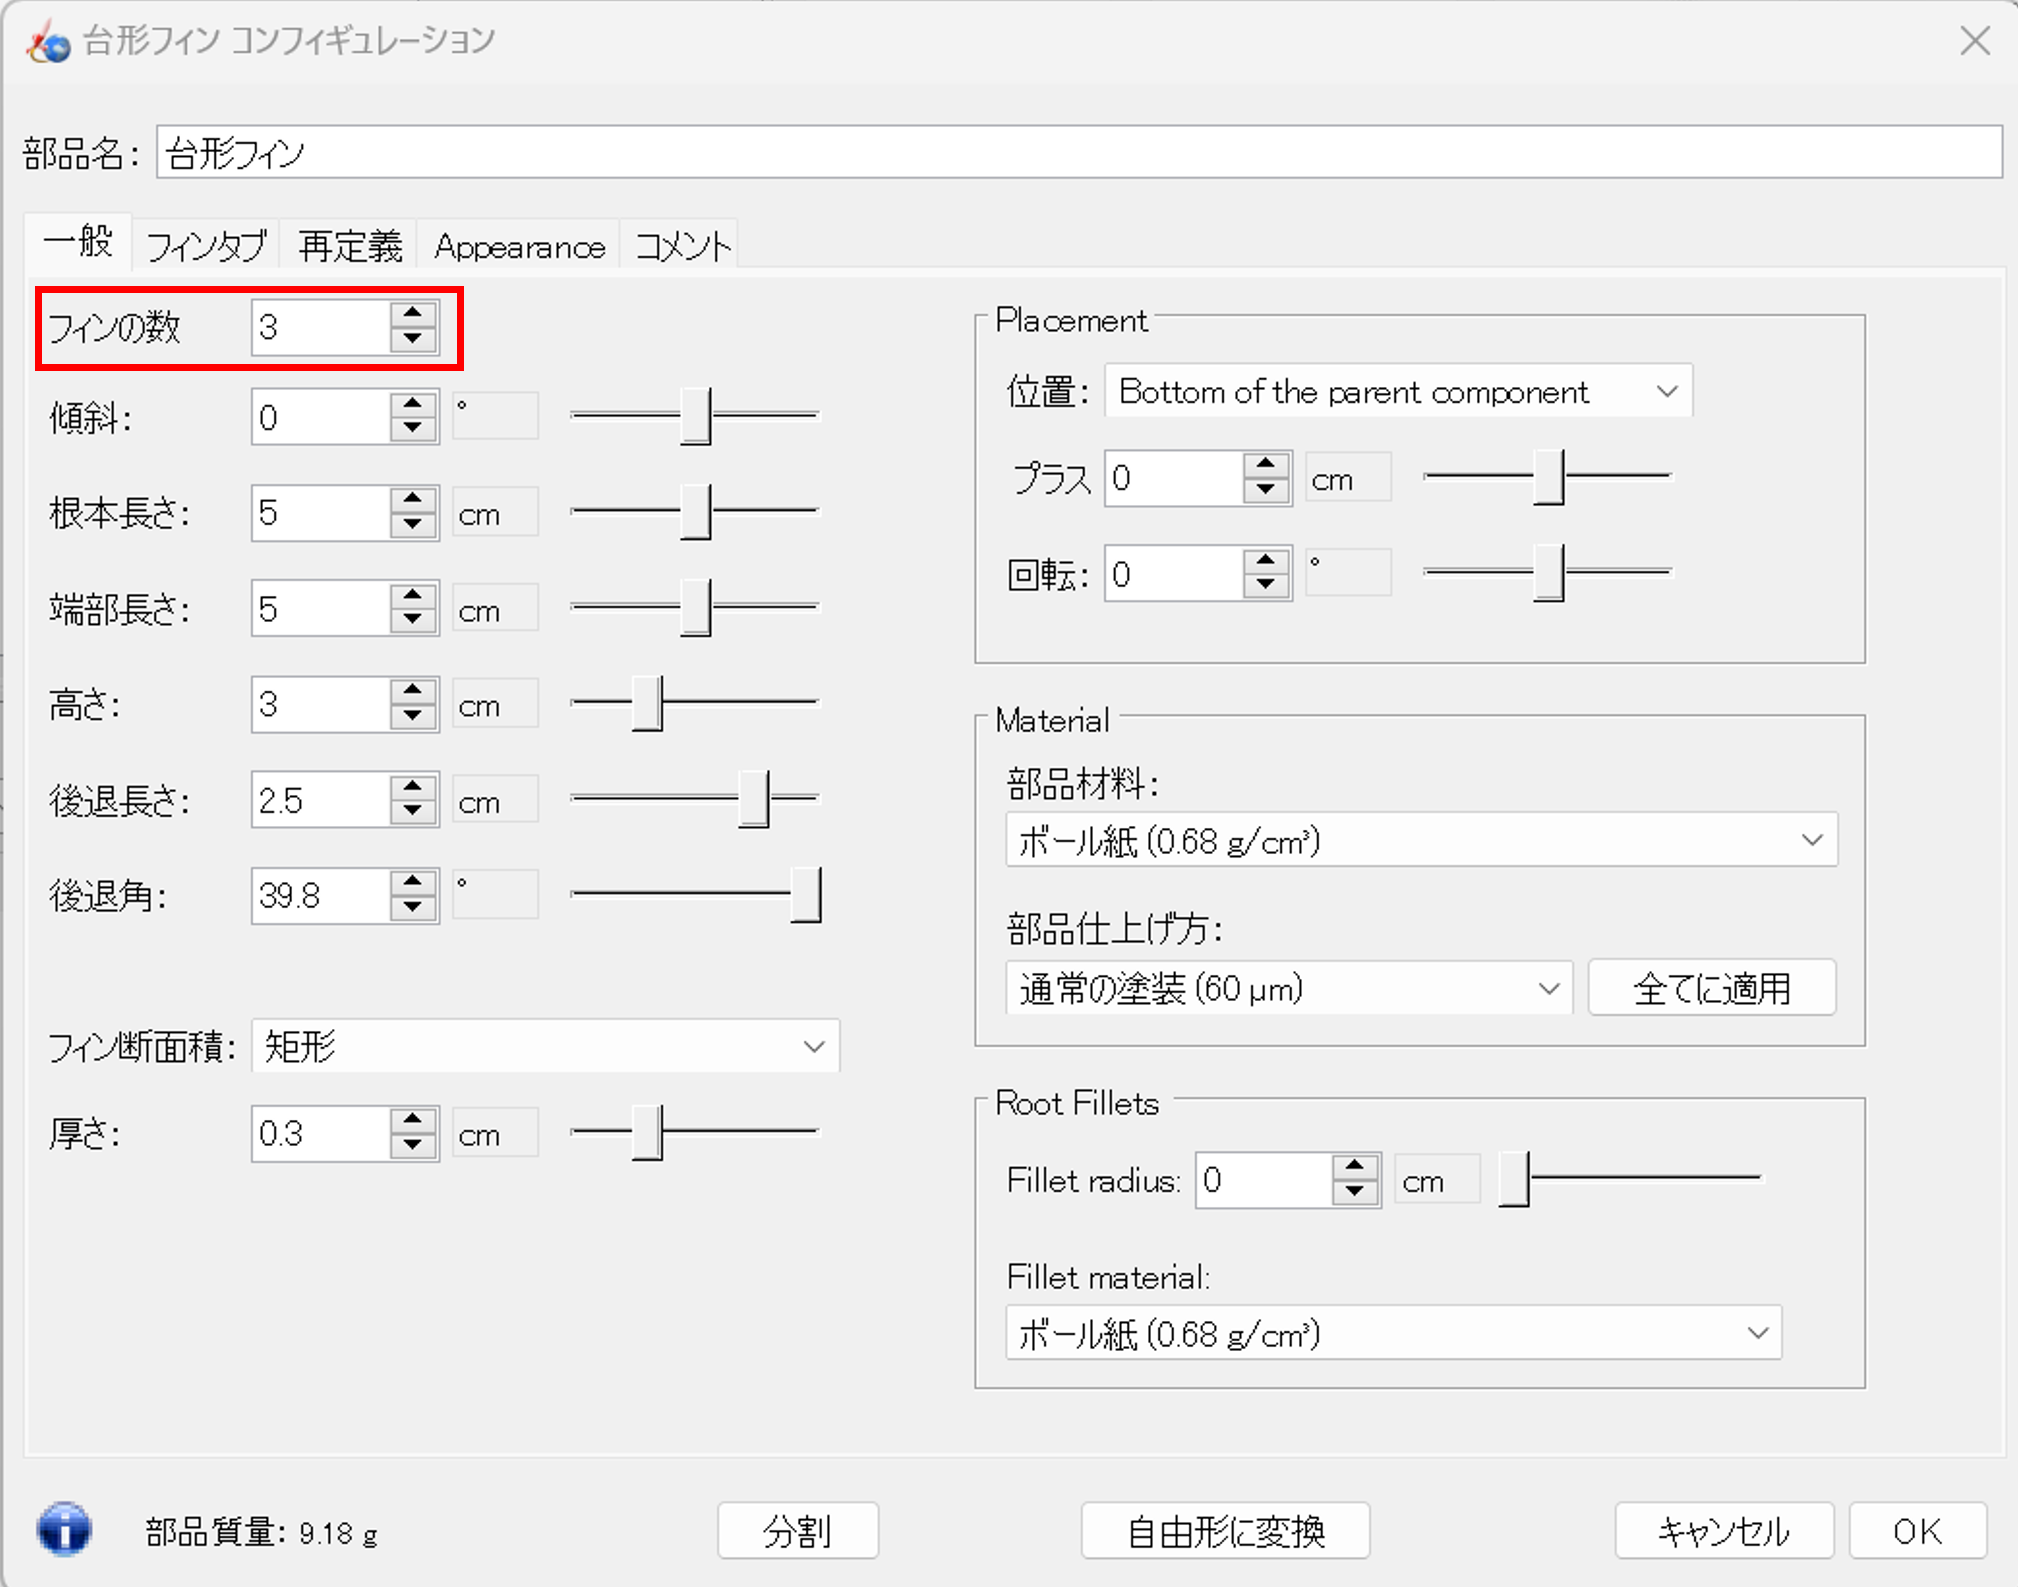 台形フィン コンフィギュレーション
部品名:
台形フィン
一般 フィンタブ 再定義 Appearance コメント
フィンの数 3
傾斜: 0 °
根本長さ: 5 cm
端部長さ: 5 cm
高さ: 3 cm
後退長さ: 2.5 cm
後退角: 39.8 °
フィン断面積: 矩形
厚さ: 0.3 cm
Placement
位置: Bottom of the parent component
プラス 0 cm
回転: 0 °
Material
部品材料:
ボール紙 (0.68 g/cm³)
部品仕上げ方:
通常の塗装 (60 μm) 全てに適用
Root Fillets
Fillet radius: 0 cm
Fillet material:
ボール紙 (0.68 g/cm³)
部品質量: 9.18 g
分割 自由形に変換 キャンセル OK